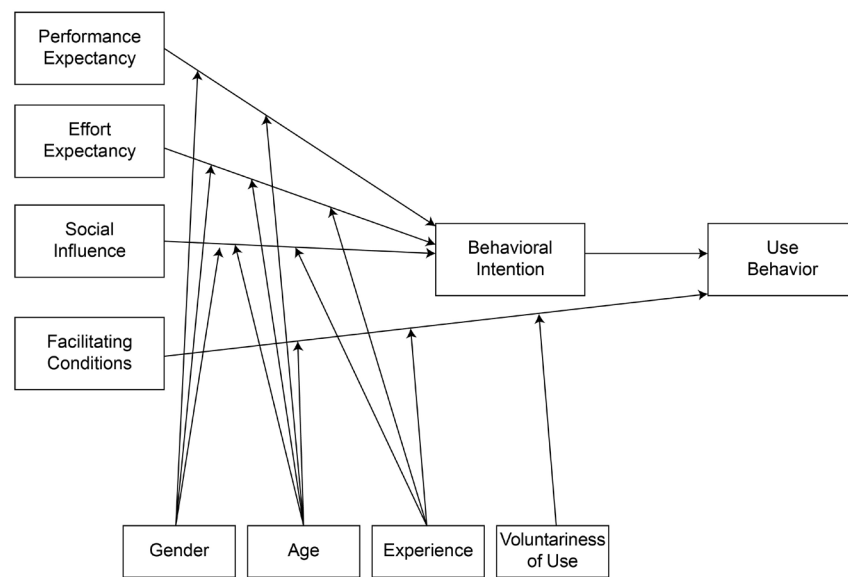 Performance
Expectancy
Effort
Expectancy
Social
Influence
Facilitating
Conditions
Behavioral
Intention
Use
Behavior
Gender
Age
Experience
Voluntariness
of Use